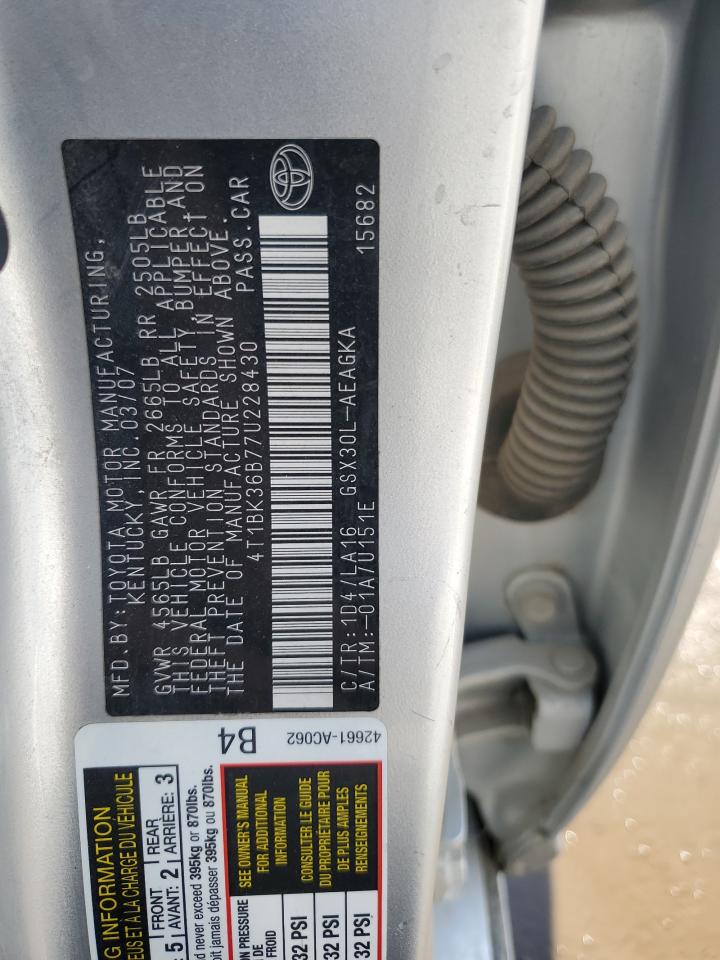 MFD. BY: TOYOTA MOTOR MANUFACTURING,
KENTUCKY, INC. 03/07
GVWR 4565LB GAWR FR 2665LB RR 2505LB
THIS VEHICLE CONFORMS TO ALL APPLICABLE
FEDERAL MOTOR VEHICLE SAFETY, BUMPER AND
THEFT PREVENTION STANDARDS IN EFFECT ON
THE DATE OF MANUFACTURE SHOWN ABOVE.
4T1BK36B77U228430 PASS. CAR
C/TR: 1D4/LA16 GSX30L-AEAGKA
A/TM:-01A/U151E 15682
NG INFORMATION
EUS ET À LA CHARGE DU VÉHICULE
5 FRONT AVANT: 2 REAR ARRIÈRE: 3
d never exceed 395kg or 870lbs.
oit jamais dépasser 395kg ou 870lbs.
ON PRESSURE
DE
FROID
32 PSI
32 PSI
32 PSI
SEE OWNER'S MANUAL
FOR ADDITIONAL
INFORMATION
CONSULTER LE GUIDE
DU PROPRIÉTAIRE POUR
DE PLUS AMPLES
RENSEIGNEMENTS
B4
42661-AC062